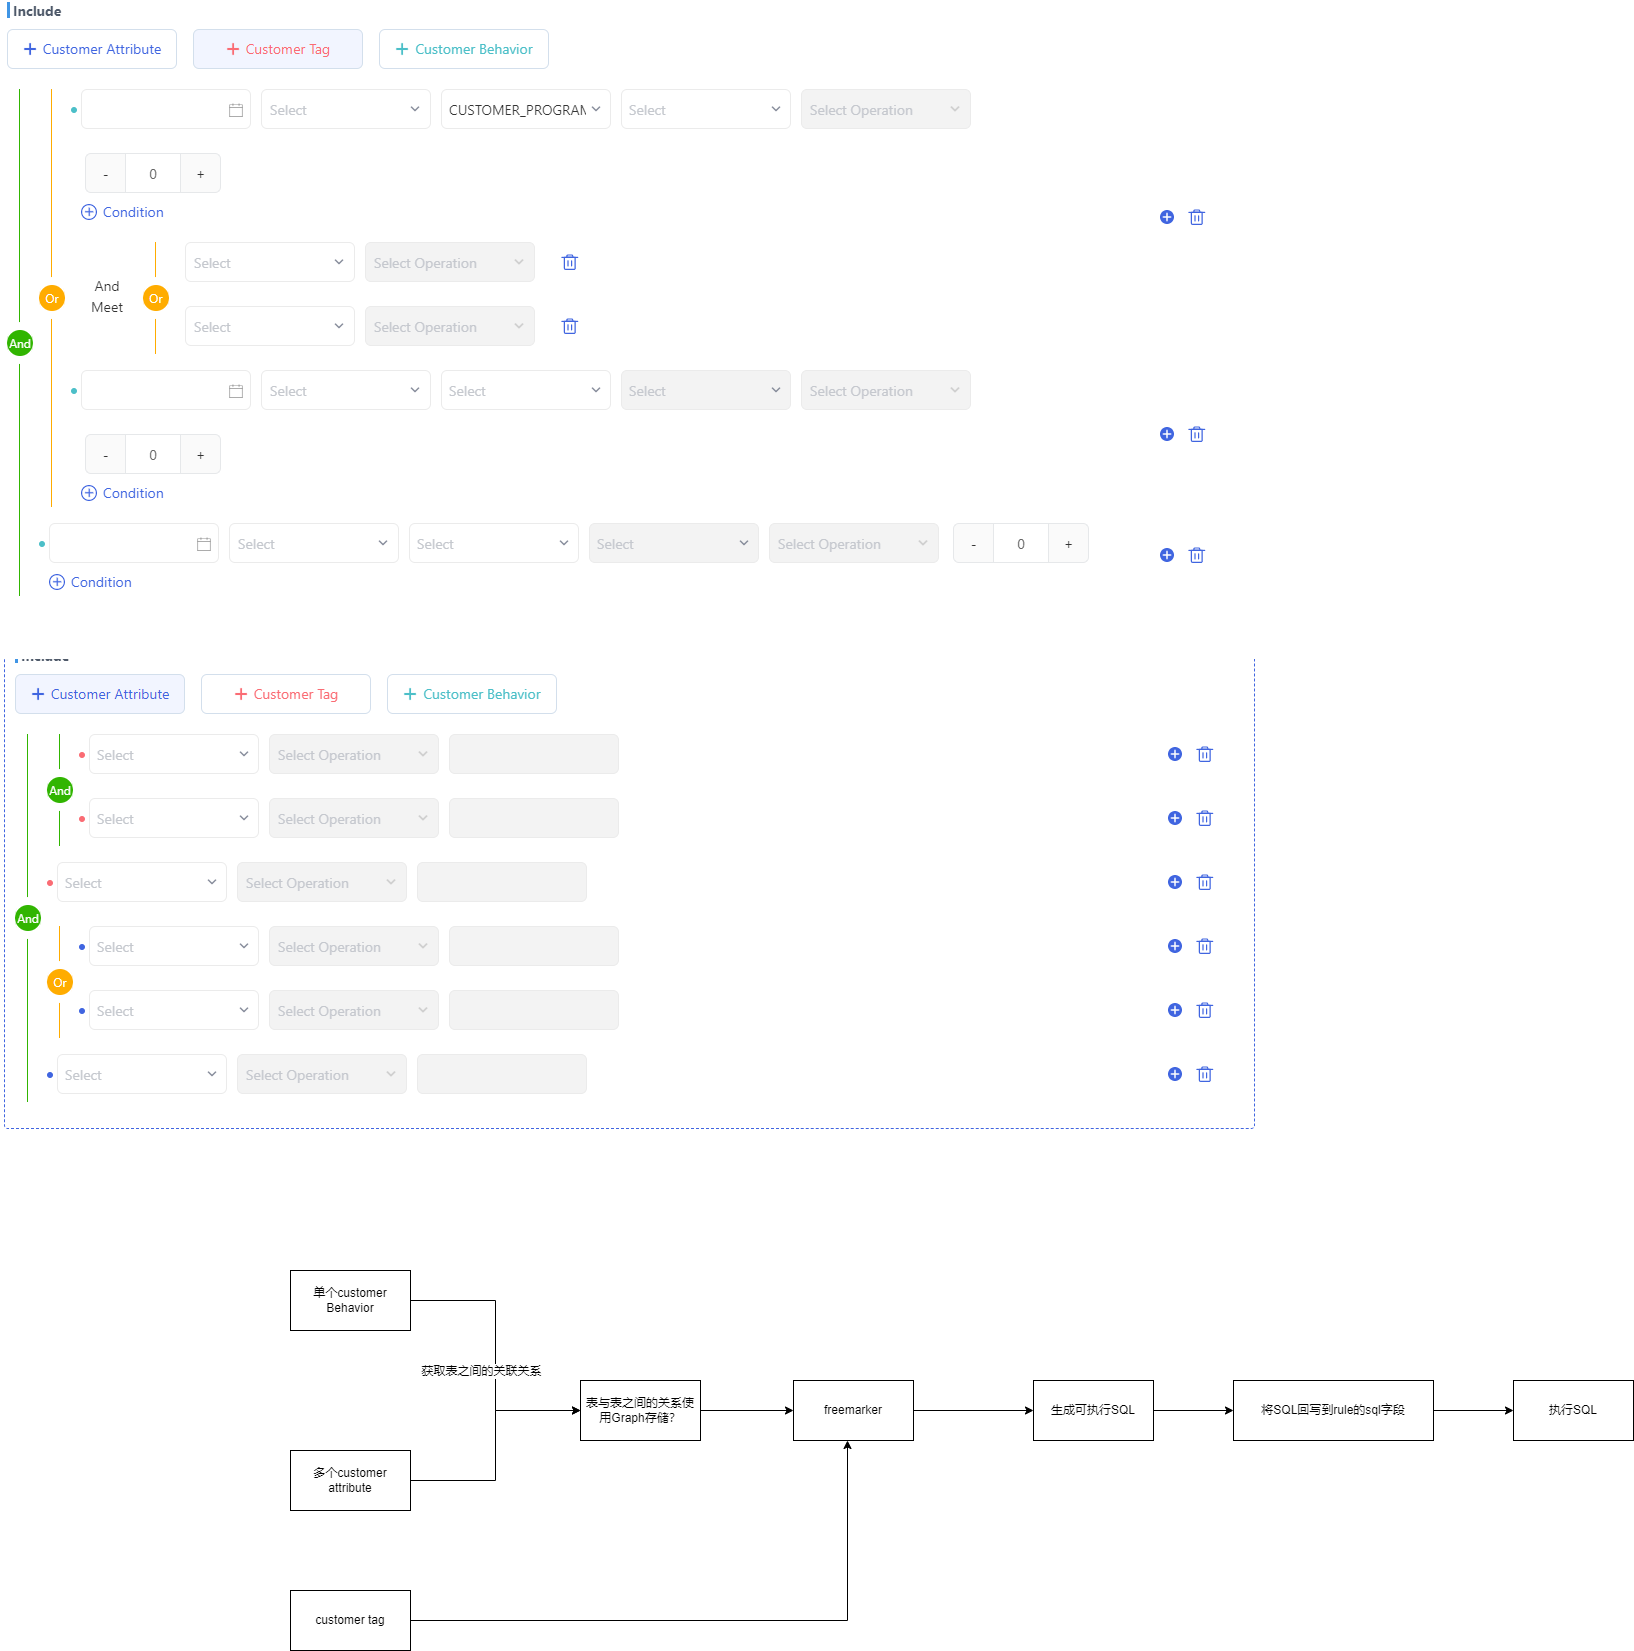 Include
+ Customer Attribute
+ Customer Tag
+ Customer Behavior
Select
CUSTOMER_PROGRAM
Select
Select Operation
- 0 +
Condition
Select
Select Operation
Or
And
Meet
Or
Select
Select Operation
And
Select
Select
Select
Select Operation
- 0 +
Condition
Select
Select
Select
Select Operation
- 0 +
Condition
Include
+ Customer Attribute
+ Customer Tag
+ Customer Behavior
Select
Select Operation
And
Select
Select Operation
Select
Select Operation
And
Select
Select Operation
Or
Select
Select Operation
Select
Select Operation
单个customer
Behavior
获取表之间的关联关系
表与表之间的关系使
用Graph存储?
freemarker
生成可执行SQL
将SQL回写到rule的sql字段
执行SQL
多个customer
attribute
customer tag